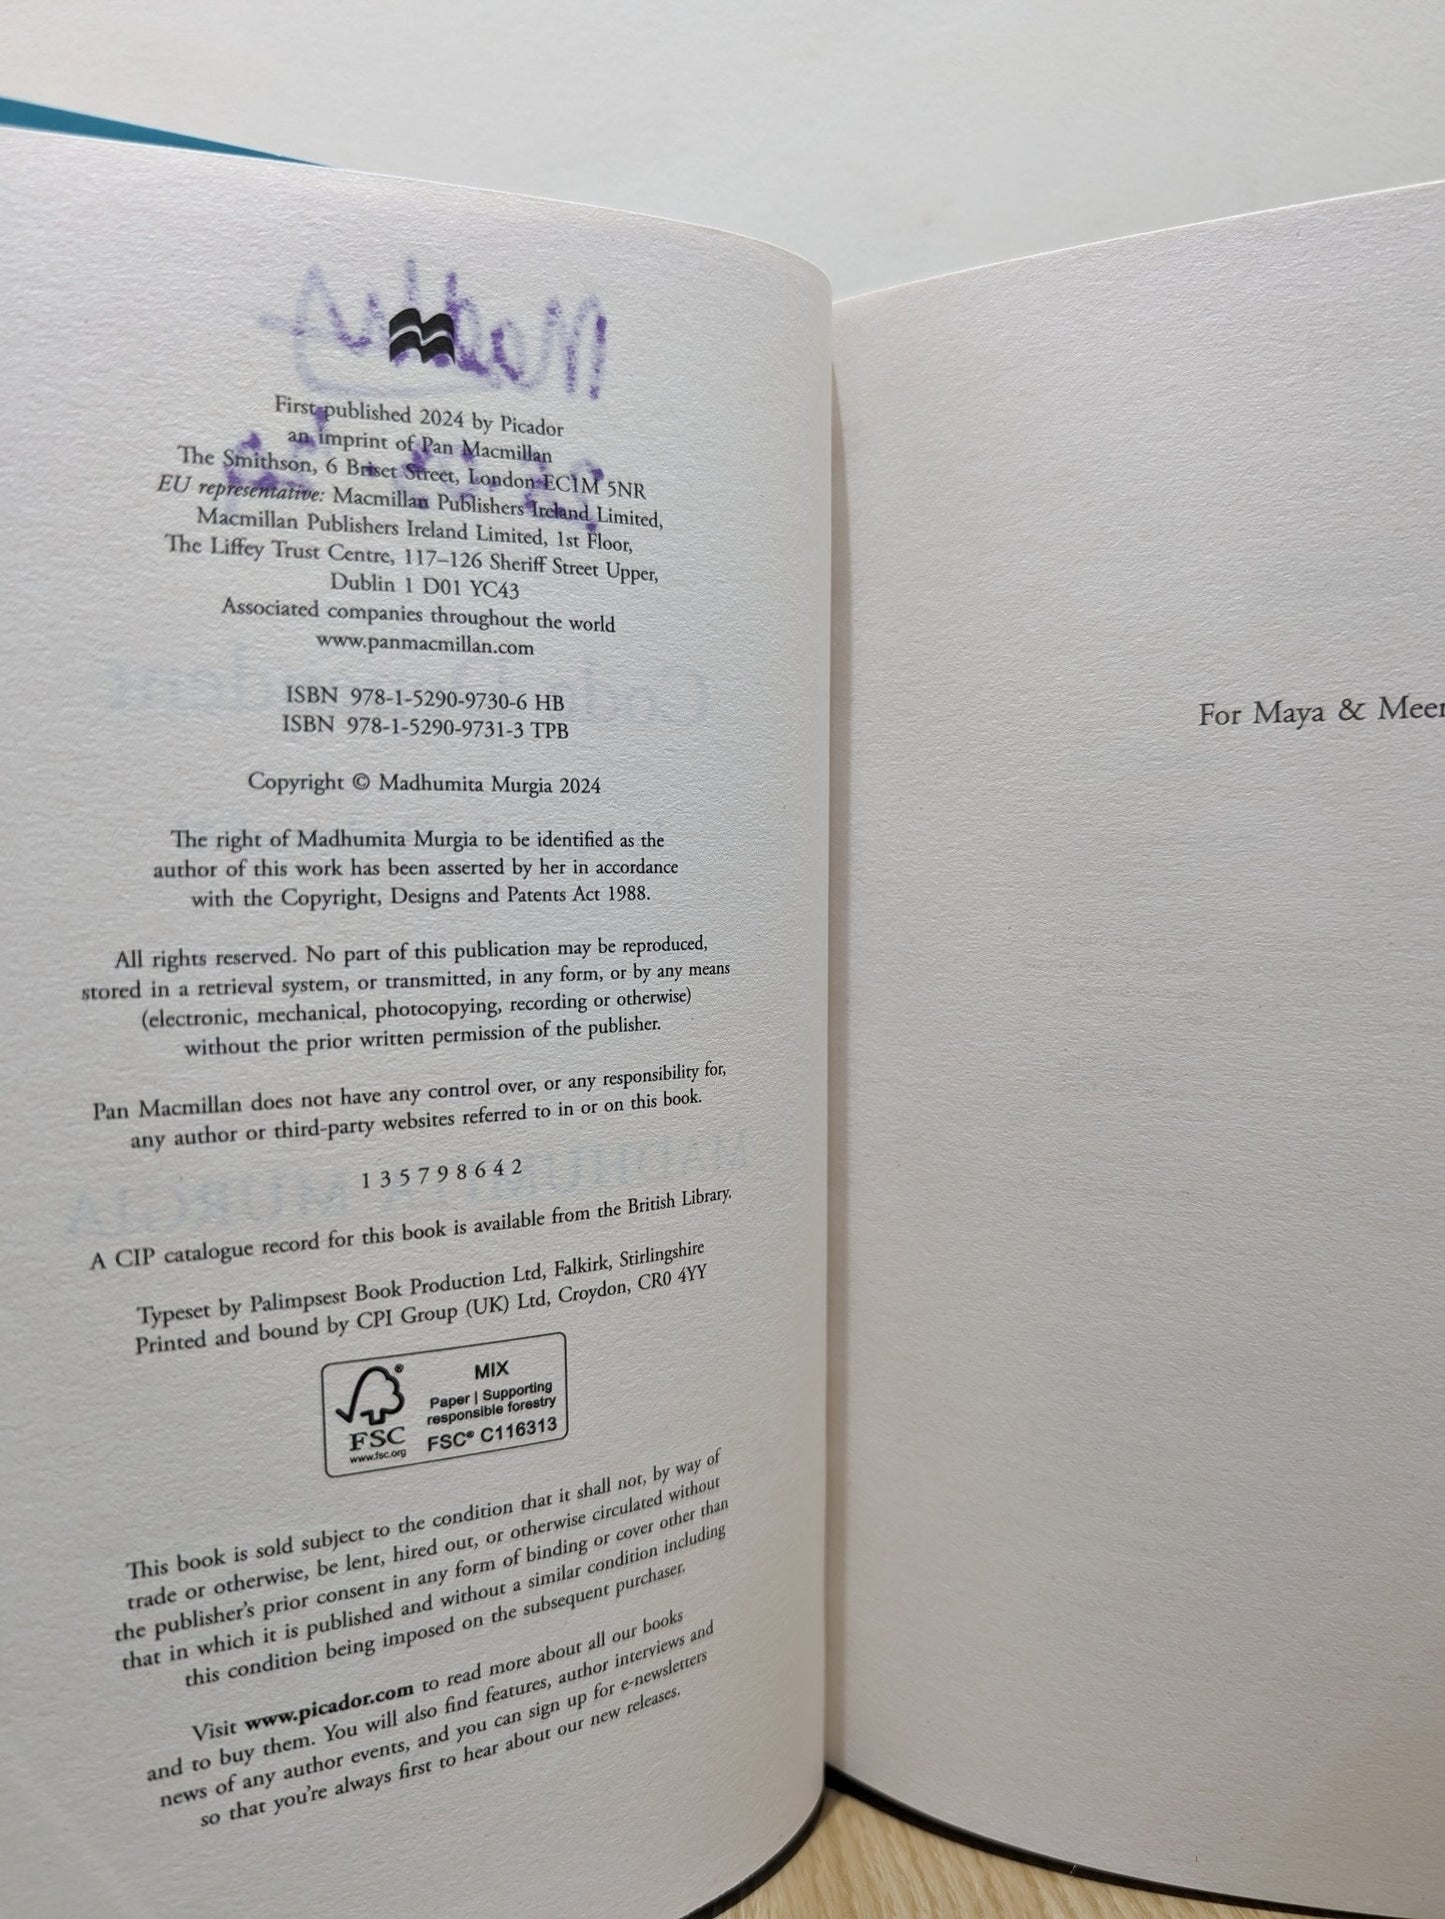 First published 2024 by Picador
an imprint of Pan Macmillan
The Smithson, 6 Briset Street, London EC1M 5NR
EU representative: Macmillan Publishers Ireland Limited,
Macmillan Publishers Ireland Limited, 1st Floor,
The Liffey Trust Centre, 117–126 Sheriff Street Upper,
Dublin 1 D01 YC43
Associated companies throughout the world
www.panmacmillan.com
ISBN 978-1-5290-9730-6 HB
ISBN 978-1-5290-9731-3 TPB
Copyright © Madhumita Murgia 2024
The right of Madhumita Murgia to be identified as the
author of this work has been asserted by her in accordance
with the Copyright, Designs and Patents Act 1988.
All rights reserved. No part of this publication may be reproduced,
stored in a retrieval system, or transmitted, in any form, or by any means
(electronic, mechanical, photocopying, recording or otherwise)
without the prior written permission of the publisher.
Pan Macmillan does not have any control over, or any responsibility for,
any author or third-party websites referred to in or on this book.
1 3 5 7 9 8 6 4 2
A CIP catalogue record for this book is available from the British Library.
Typeset by Palimpsest Book Production Ltd, Falkirk, Stirlingshire
Printed and bound by CPI Group (UK) Ltd, Croydon, CR0 4YY
MIX
Paper | Supporting
responsible forestry
FSC® C116313
FSC
www.fsc.org
This book is sold subject to the condition that it shall not, by way of
trade or otherwise, be lent, hired out, or otherwise circulated without
the publisher's prior consent in any form of binding or cover other than
that in which it is published and without a similar condition including
this condition being imposed on the subsequent purchaser.
Visit www.picador.com to read more about all our books
and to buy them. You will also find features, author interviews and
news of any author events, and you can sign up for e-newsletters
so that you're always first to hear about our new releases.
For Maya & Meer